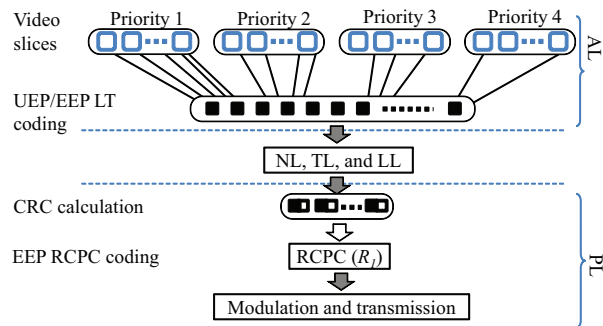 Video
slices
Priority 1
Priority 2
Priority 3
Priority 4
AL
UEP/EEP LT
coding
NL, TL, and LL
CRC calculation
EEP RCPC coding
RCPC (R1)
PL
Modulation and transmission